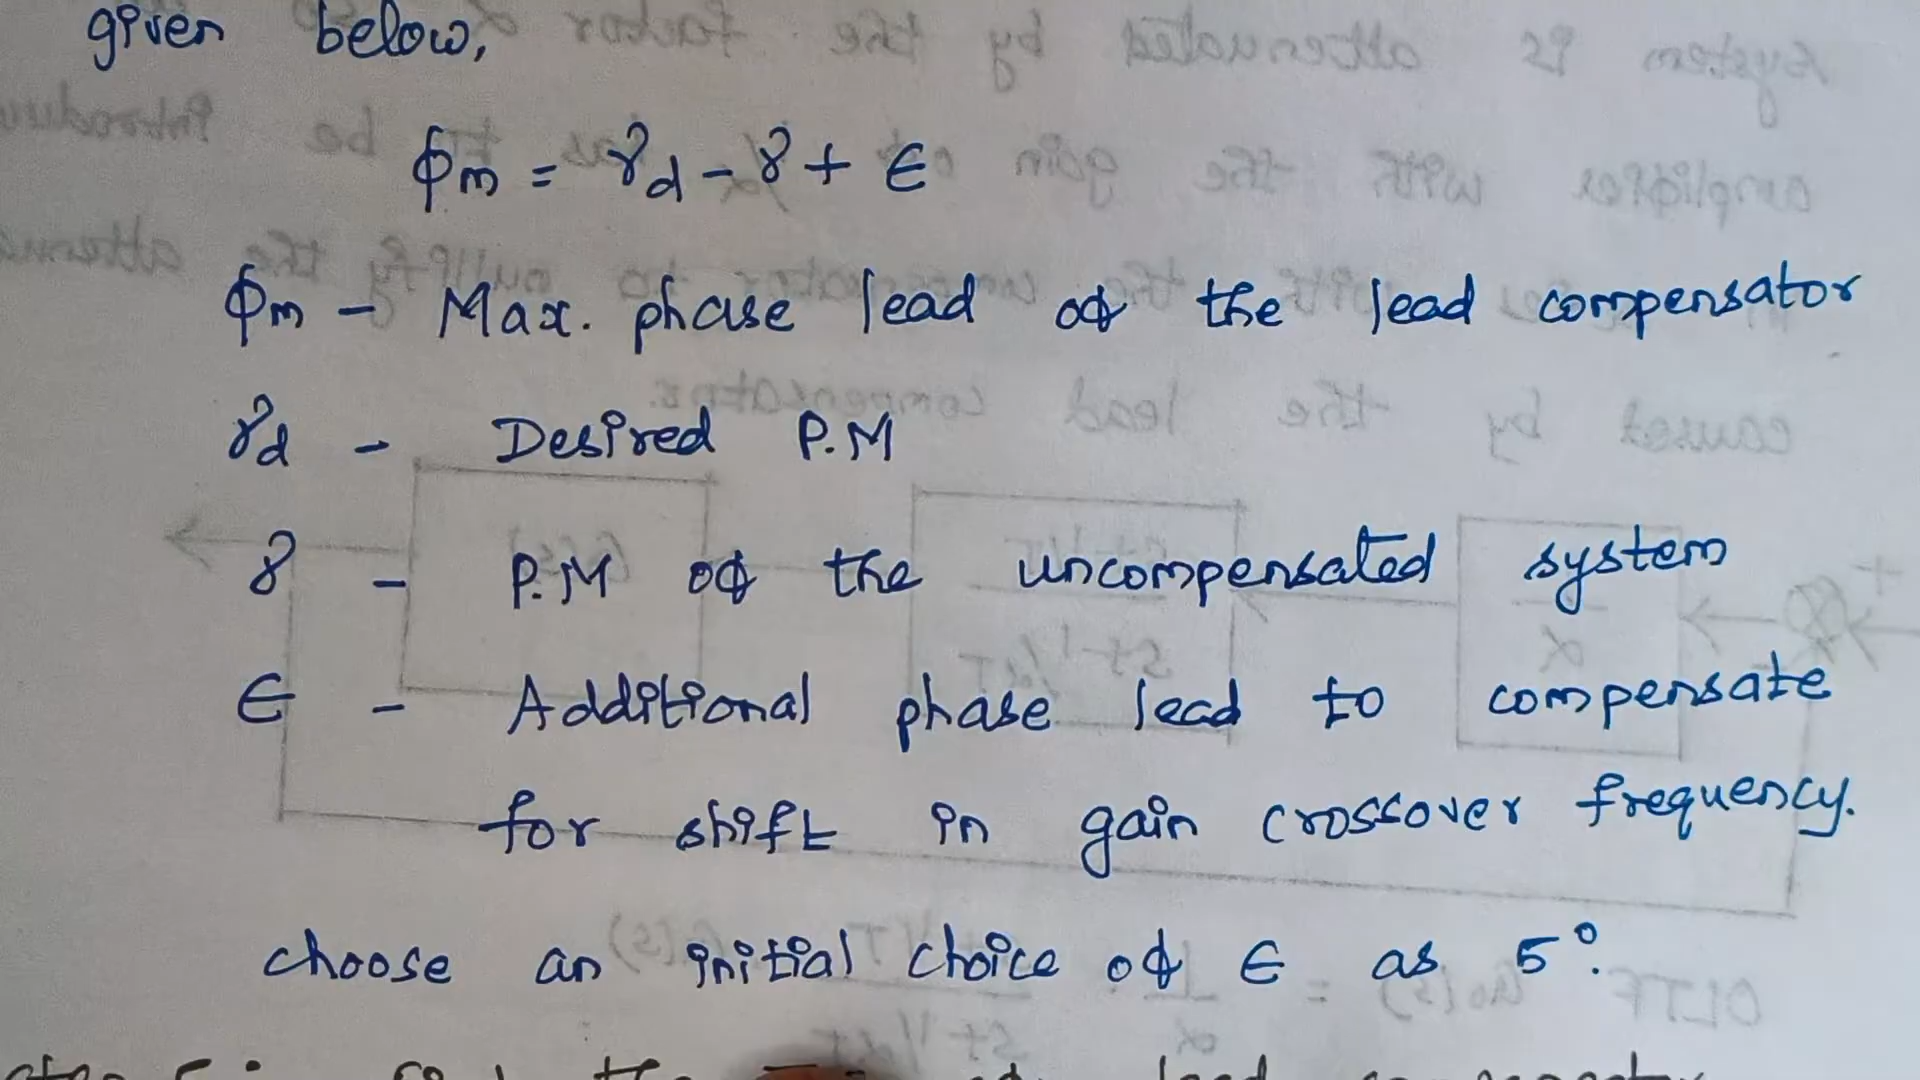 given below,
ϕm = γd - γ + ϵ
ϕm - Max. phase lead of the lead compensator
γd - Desired P.M
γ - P.M of the uncompensated system
ϵ - Additional phase lead to compensate
for shift in gain crossover frequency.
choose an initial choice of ϵ as 5°.